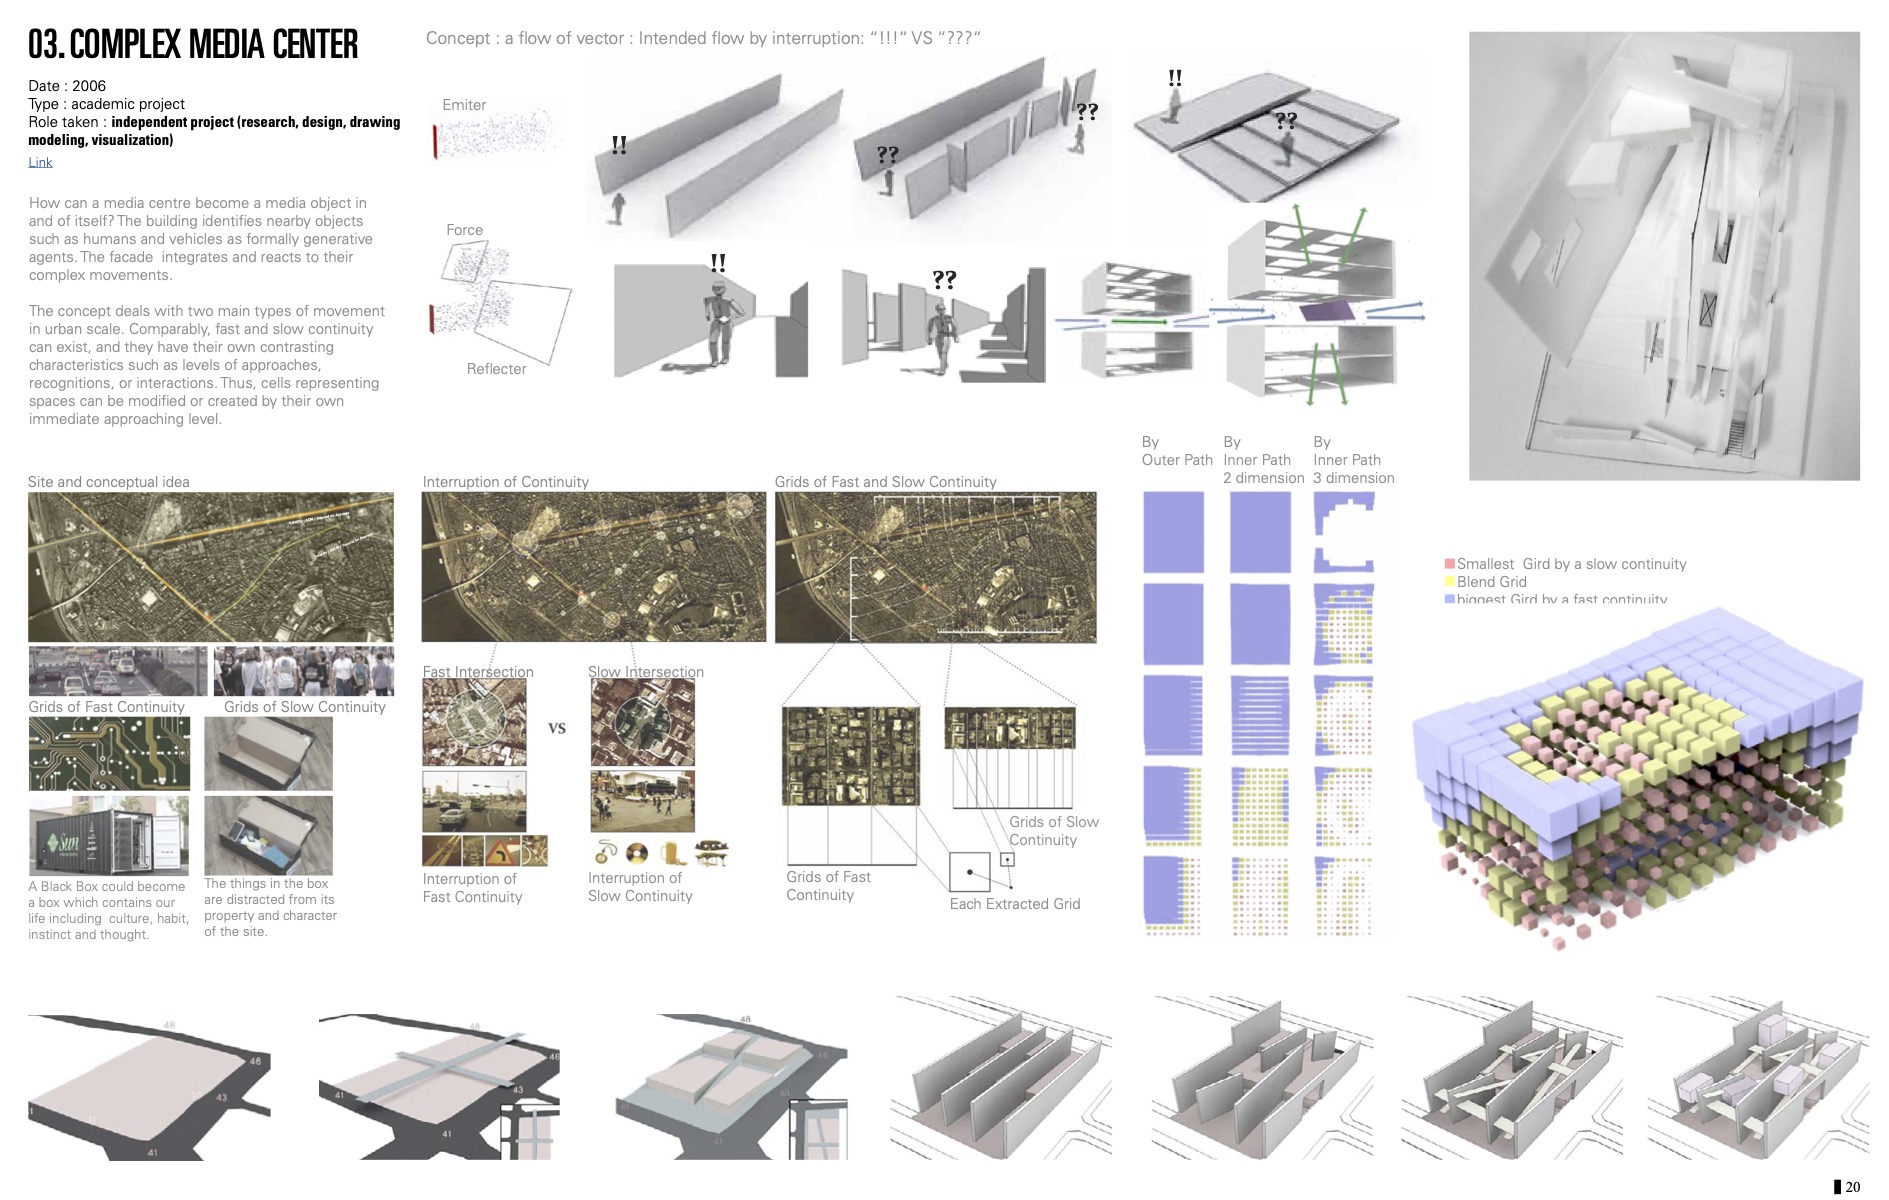 03. COMPLEX MEDIA CENTER
Date : 2006
Type : academic project
Role taken : independent project (research, design, drawing
modeling, visualization)
Link
How can a media centre become a media object in
and of itself? The building identifies nearby objects
such as humans and vehicles as formally generative
agents. The facade  integrates and reacts to their
complex movements.
The concept deals with two main types of movement
in urban scale. Comparably, fast and slow continuity
can exist, and they have their own contrasting
characteristics such as levels of approaches,
recognitions, or interactions. Thus, cells representing
spaces can be modified or created by their own
immediate approaching level.
Concept : a flow of vector : Intended flow by interruption: “!!!“ VS “???“
Emiter
Force
Reflecter
!!
??
??
!!
??
!!
??
Site and conceptual idea
Grids of Fast Continuity
Grids of Slow Continuity
Sun
A Black Box could become
a box which contains our
life including  culture, habit,
instinct and thought.
The things in the box
are distracted from its
property and character
of the site.
Interruption of Continuity
Fast Intersection
Slow Intersection
VS
Interruption of
Fast Continuity
Interruption of
Slow Continuity
Grids of Fast and Slow Continuity
Grids of Slow
Continuity
Grids of Fast
Continuity
Each Extracted Grid
By
Outer Path
By
Inner Path
2 dimension
By
Inner Path
3 dimension
Smallest  Gird by a slow continuity
Blend Grid
biggest Gird by a fast continuity
48
46
43
41
41
48
46
43
41
41
48
46
41
41
20